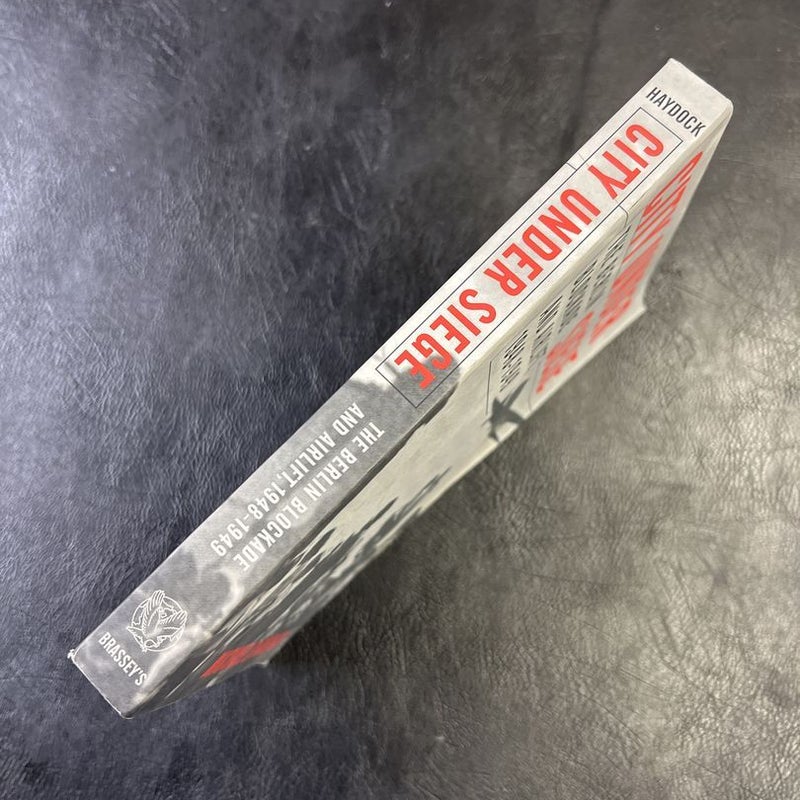 HAYDOCK
CITY UNDER SIEGE
THE BERLIN BLOCKADE
AND AIRLIFT, 1948-1949
BRASSEY'S